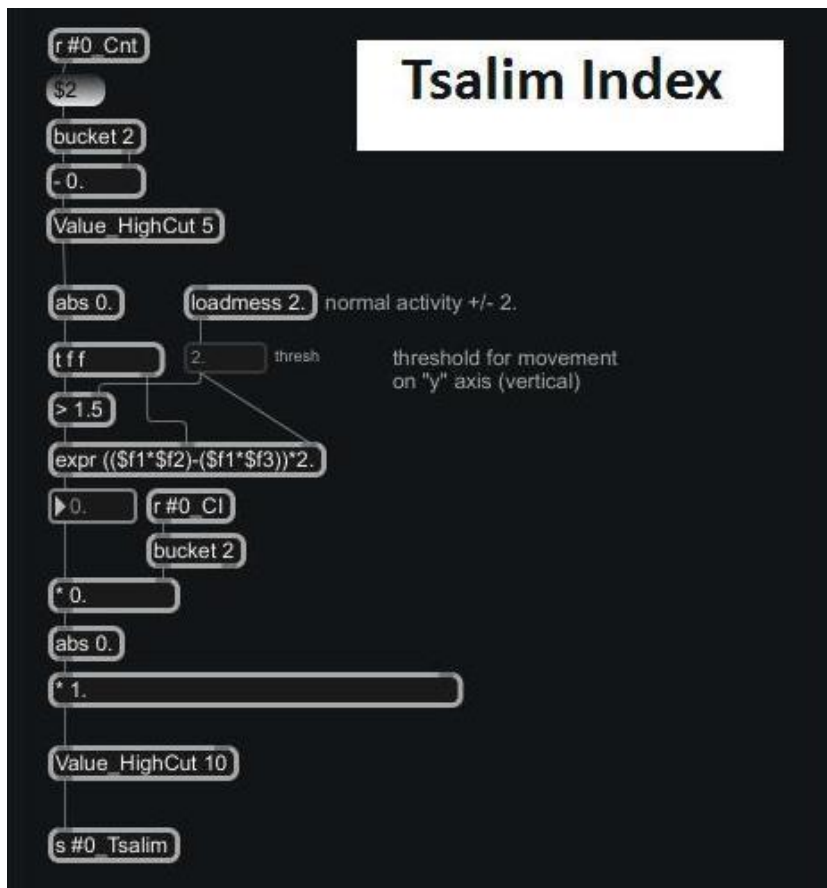 r #0_Cnt
Tsalim Index
$2
bucket 2
- 0.
Value_HighCut 5
abs 0.
loadmess 2.
normal activity +/- 2.
t f f
2.
thresh
threshold for movement
on "y" axis (vertical)
> 1.5
expr (($f1*$f2)-($f1*$f3))*2.
0.
r #0_CI
bucket 2
* 0.
abs 0.
* 1.
Value_HighCut 10
s #0_Tsalim